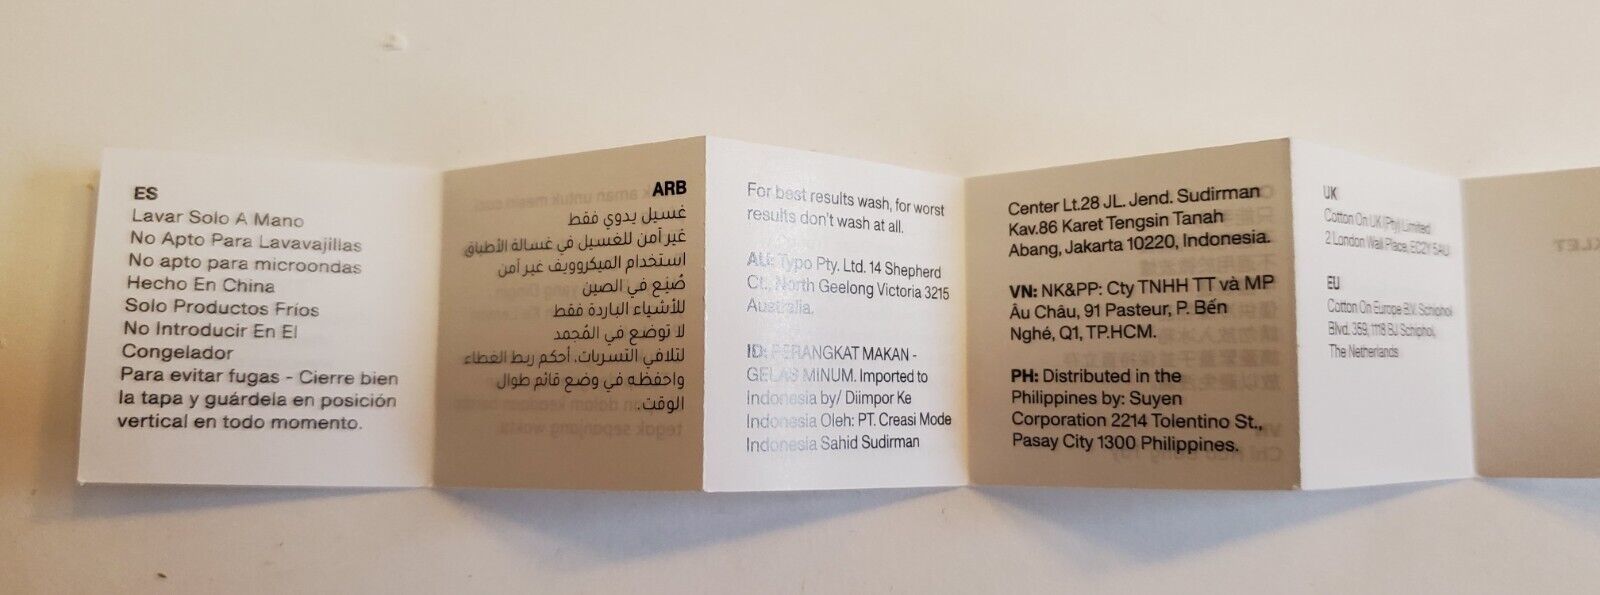 ES
Lavar Solo A Mano
No Apto Para Lavavajillas
No apto para microondas
Hecho En China
Solo Productos Fríos
No Introducir En El
Congelador
Para evitar fugas - Cierre bien
la tapa y guárdela en posición
vertical en todo momento.
ARB
غسيل يدوي فقط
غير آمن للغسيل في غسالة الأطباق
استخدام الميكروويف غير آمن
صُنِع في الصين
للأشياء الباردة فقط
لا توضع في المُجمد
لتلافي التسربات، أحكم ربط الغطاء
واحفظه في وضع قائم طوال
الوقت.
For best results wash, for worst
results don't wash at all.
AU: Typo Pty. Ltd. 14 Shepherd
Ct., North Geelong Victoria 3215
Australia.
ID: PERANGKAT MAKAN -
GELAS MINUM. Imported to
Indonesia by/ Diimpor Ke
Indonesia Oleh: PT. Creasi Mode
Indonesia Sahid Sudirman
Center Lt.28 JL. Jend. Sudirman
Kav.86 Karet Tengsin Tanah
Abang, Jakarta 10220, Indonesia.
VN: NK&PP: Cty TNHH TT và MP
Âu Châu, 91 Pasteur, P. Bến
Nghé, Q1, TP.HCM.
PH: Distributed in the
Philippines by: Suyen
Corporation 2214 Tolentino St.,
Pasay City 1300 Philippines.
UK
Cotton On UK (Pty) Limited
2 London Wall Place, EC2Y 5AU
EU
Cotton On Europe B.V. Schiphol
Blvd. 359, 1118 BJ Schiphol,
The Netherlands